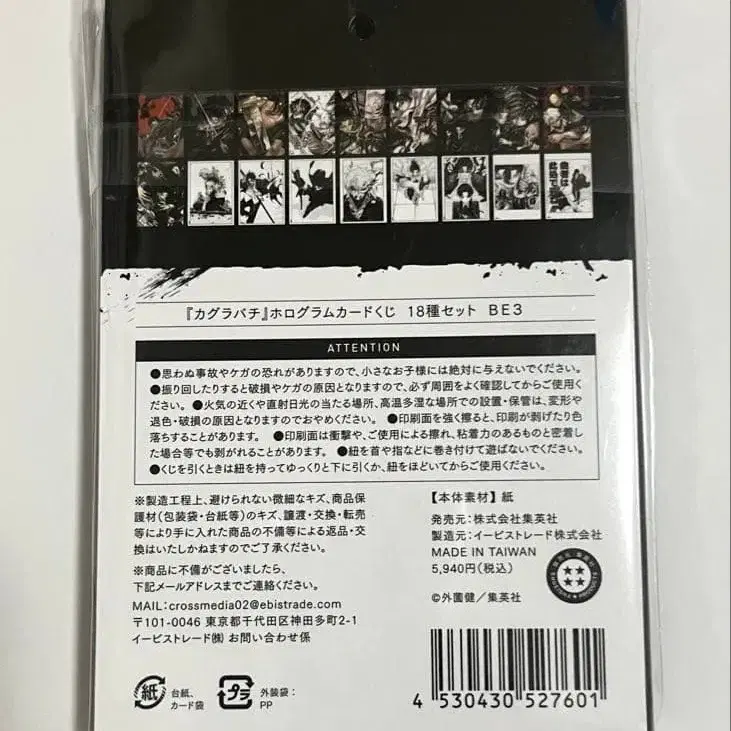 『カグラバチ』ホログラムカードくじ 18種セット BE3
ATTENTION
●思わぬ事故やケガの恐れがありますので、小さなお子様には絶対に与えないでください。
●振り回したりすると破損やケガの原因となりますので、必ず周囲をよく確認してからご使用く
ださい。 ●火気の近くや直射日光の当たる場所、高温多湿な場所での設置・保管は、変形や
退色・破損の原因となりますのでおやめください。 ●印刷面を強く擦ると、印刷が剥げたり色
落ちすることがあります。 ●印刷面は衝撃や、ご使用による擦れ、粘着力のあるものと密着し
た場合等でも剥がれることがあります。 ●紐を首や指などに巻き付けて遊ばないでください。
●くじを引くときは紐を持ってゆっくりと下に引くか、紐をほどいてからご使用ください。
※製造工程上、避けられない微細なキズ、商品保
護材(包装袋・台紙等)のキズ、譲渡・交換・転売
等により手に入れた商品の不備等による返品・交
換はいたしかねますのでご了承ください。
※商品に不備がございましたら、
下記メールアドレスまでご連絡ください。
MAIL:crossmedia02@ebistrade.com
〒101-0046 東京都千代田区神田多町2-1
イービストレード㈱ お問い合わせ係
【本体素材】紙
発売元:株式会社集英社
製造元:イービストレード株式会社
MADE IN TAIWAN
5,940円(税込)
©外薗健/集英社
紙
台紙、
カード袋
プラ
外装袋:
PP
4 530430 527601